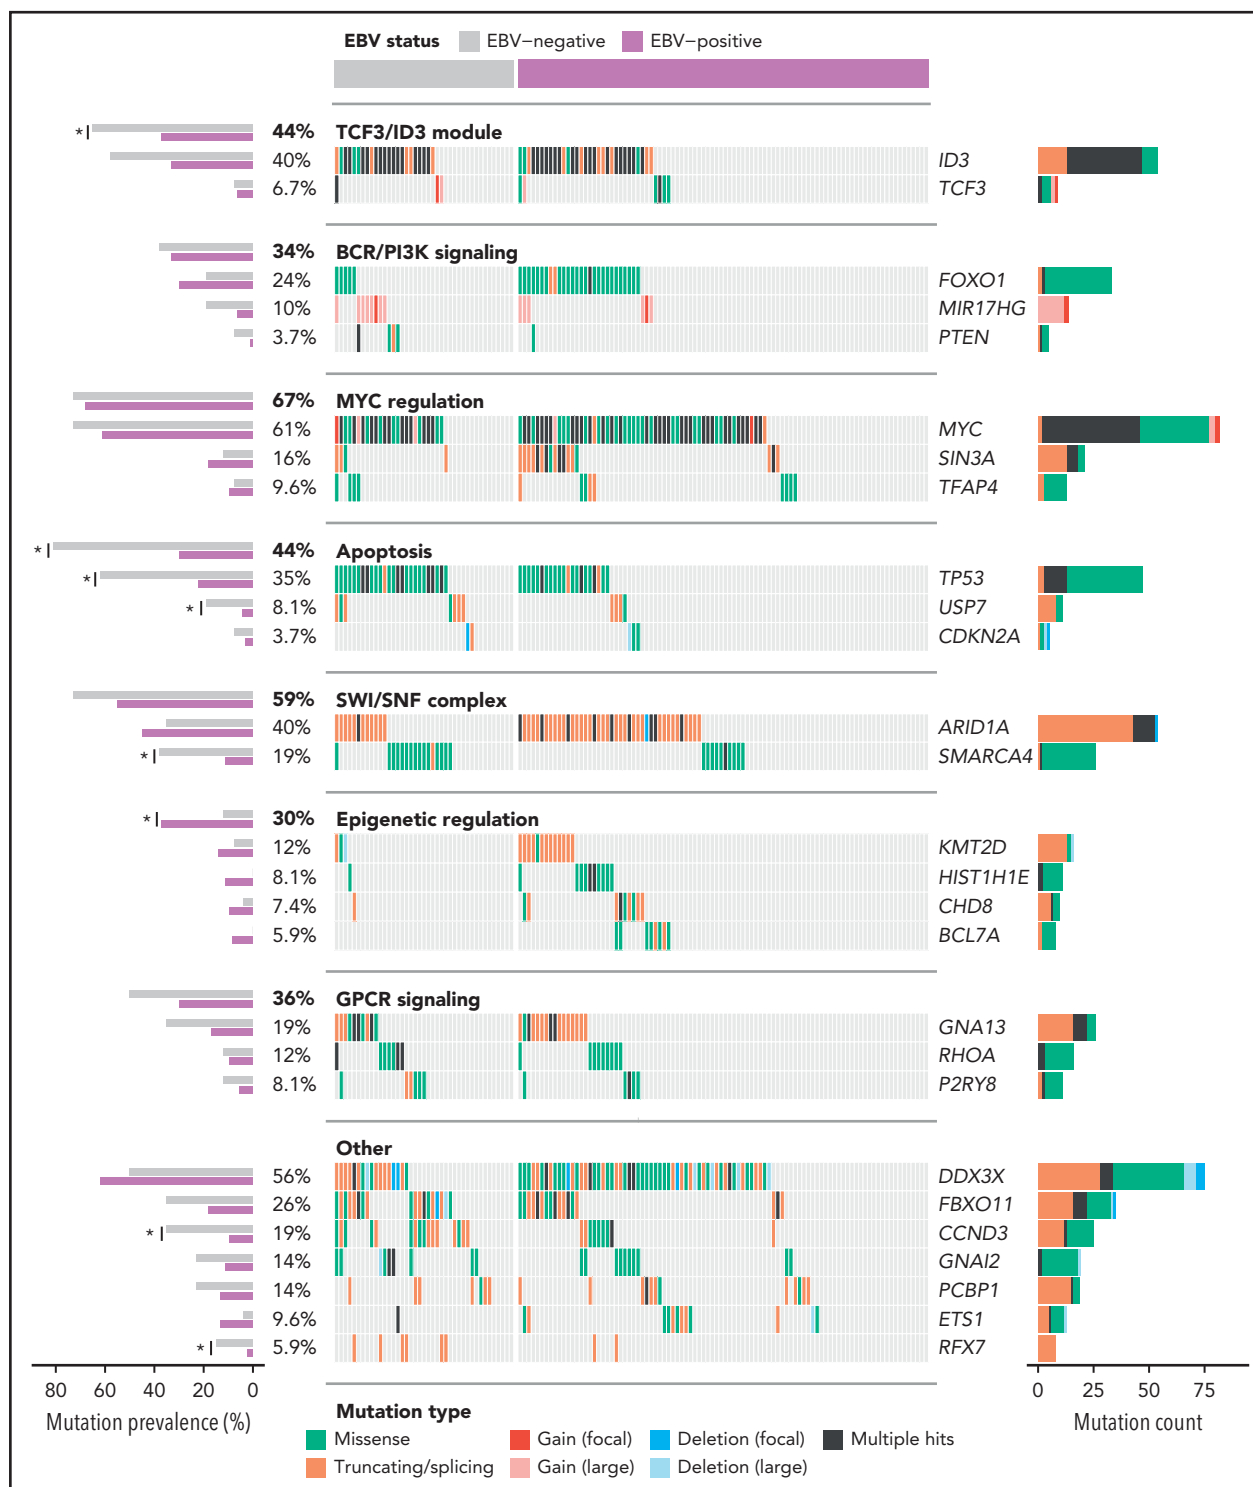 EBV status EBV–negative EBV–positive
* 44% TCF3/ID3 module
40% ID3
6.7% TCF3
34% BCR/PI3K signaling
24% FOXO1
10% MIR17HG
3.7% PTEN
67% MYC regulation
61% MYC
16% SIN3A
9.6% TFAP4
* 44% Apoptosis
* 35% TP53
* 8.1% USP7
3.7% CDKN2A
59% SWI/SNF complex
40% ARID1A
* 19% SMARCA4
* 30% Epigenetic regulation
12% KMT2D
8.1% HIST1H1E
7.4% CHD8
5.9% BCL7A
36% GPCR signaling
19% GNA13
12% RHOA
8.1% P2RY8
Other
56% DDX3X
26% FBXO11
* 19% CCND3
14% GNAI2
14% PCBP1
9.6% ETS1
* 5.9% RFX7
80 60 40 20 0 0 25 50 75
Mutation prevalence (%) Mutation count
Mutation type
Missense Gain (focal) Deletion (focal) Multiple hits
Truncating/splicing Gain (large) Deletion (large)